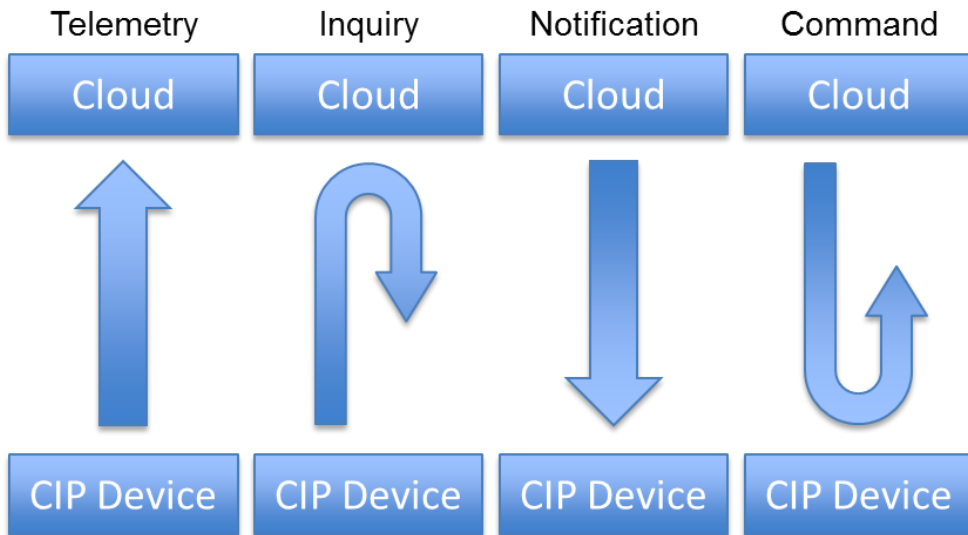 Telemetry
Inquiry
Notification
Command
Cloud
Cloud
Cloud
Cloud
CIP Device
CIP Device
CIP Device
CIP Device